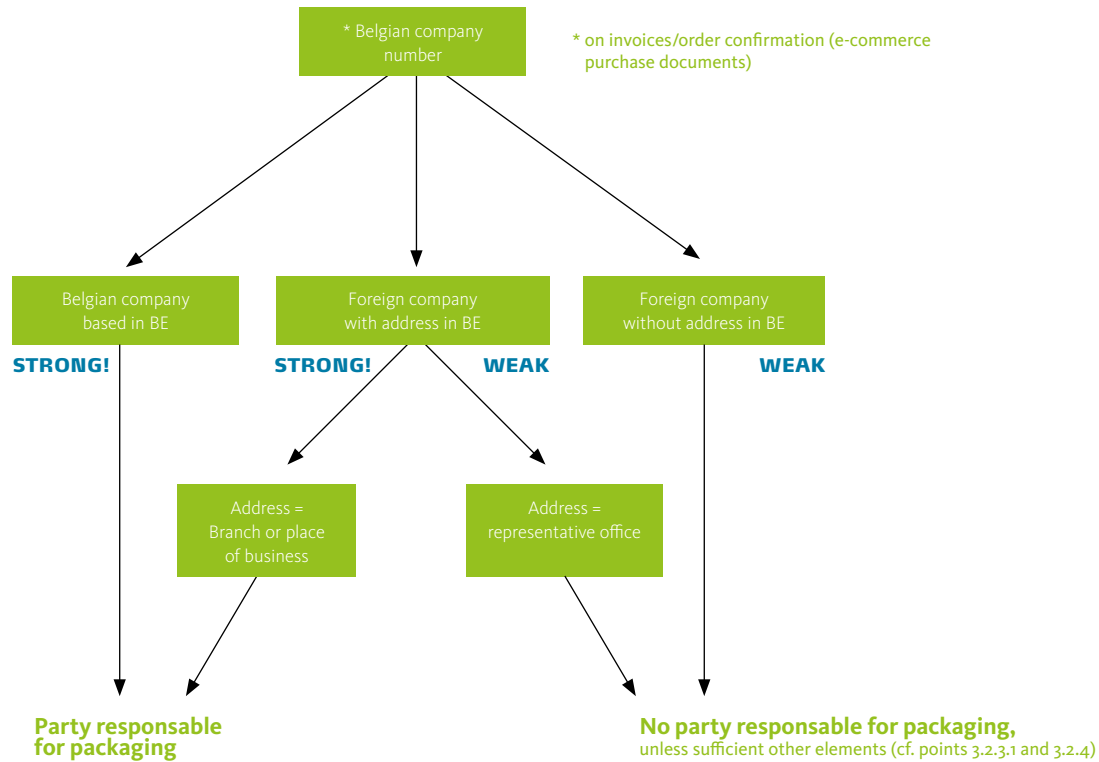 * Belgian company
number
* on invoices/order confirmation (e-commerce
purchase documents)
Belgian company
based in BE
Foreign company
with address in BE
Foreign company
without address in BE
STRONG!
STRONG!
WEAK
WEAK
Address =
Branch or place
of business
Address =
representative office
Party responsable
for packaging
No party responsable for packaging,
unless sufficient other elements (cf. points 3.2.3.1 and 3.2.4)